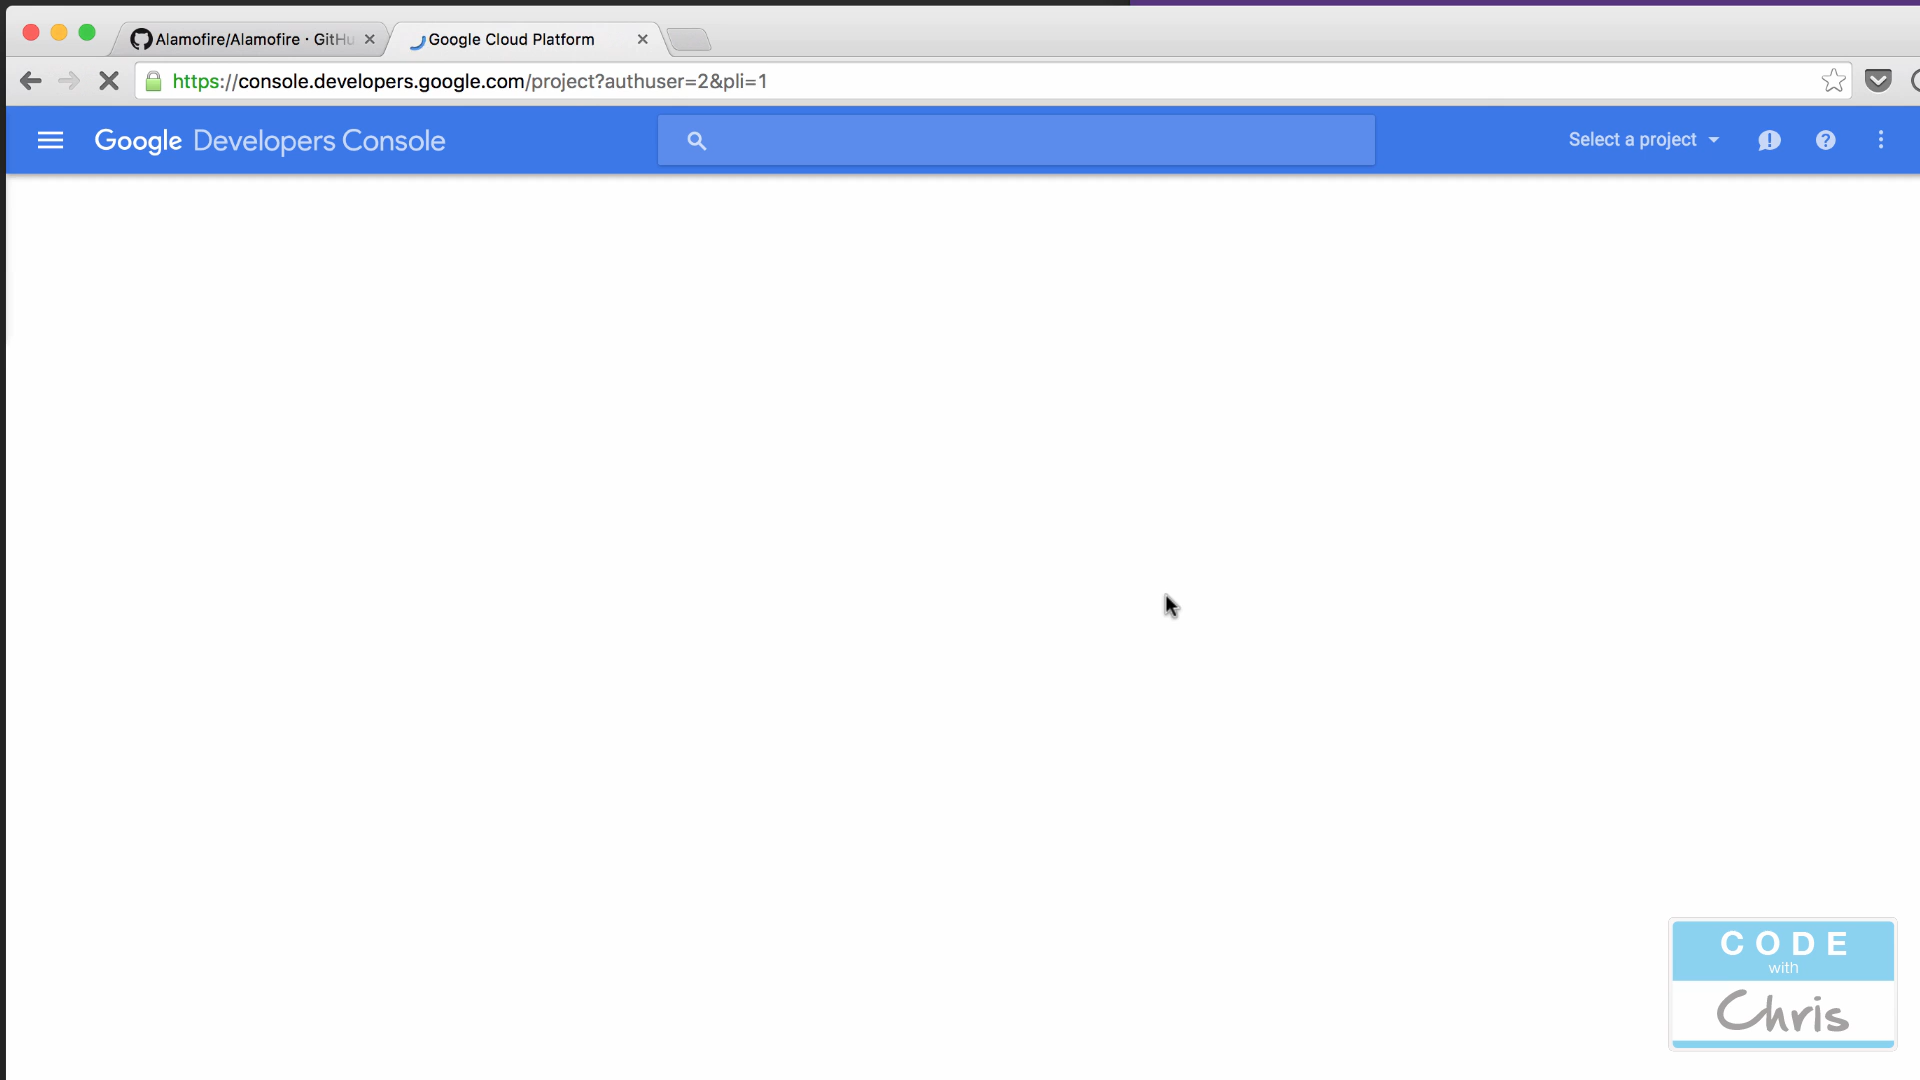 Alamofire/Alamofire · GitHu
Google Cloud Platform
https://console.developers.google.com/project?authuser=2&pli=1
Google Developers Console
Select a project
CODE
with
Chris